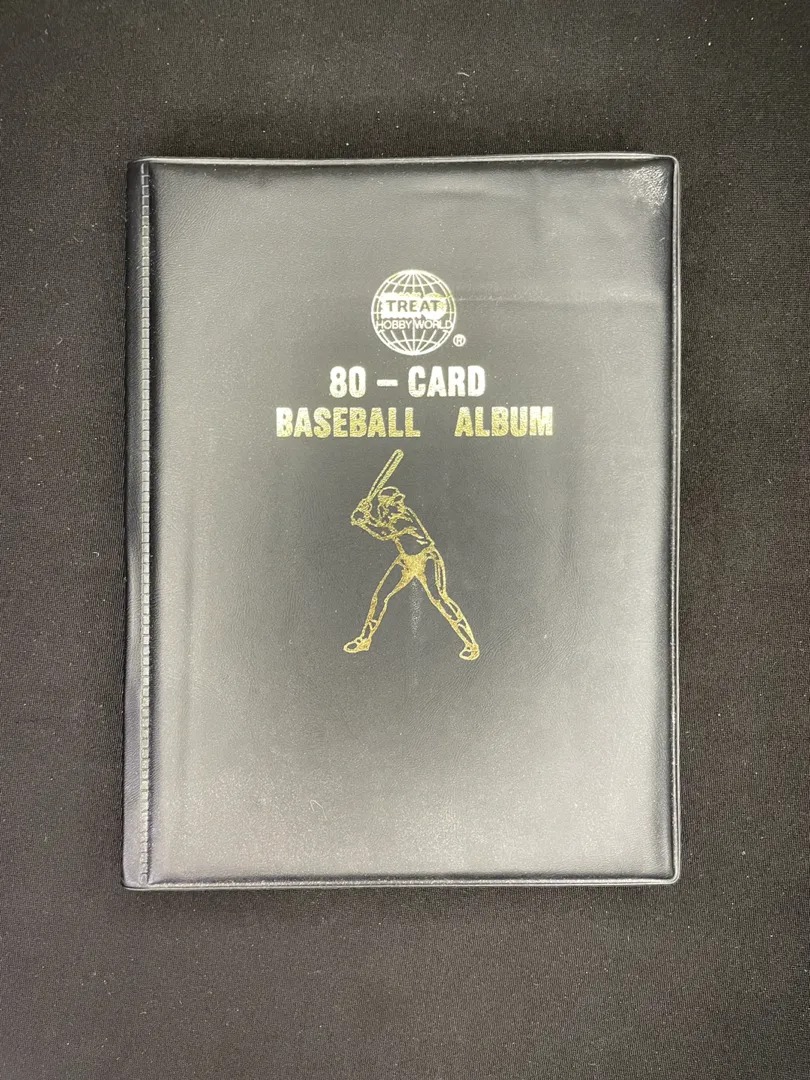 TREAT
HOBBY WORLD
®
80 – CARD
BASEBALL ALBUM